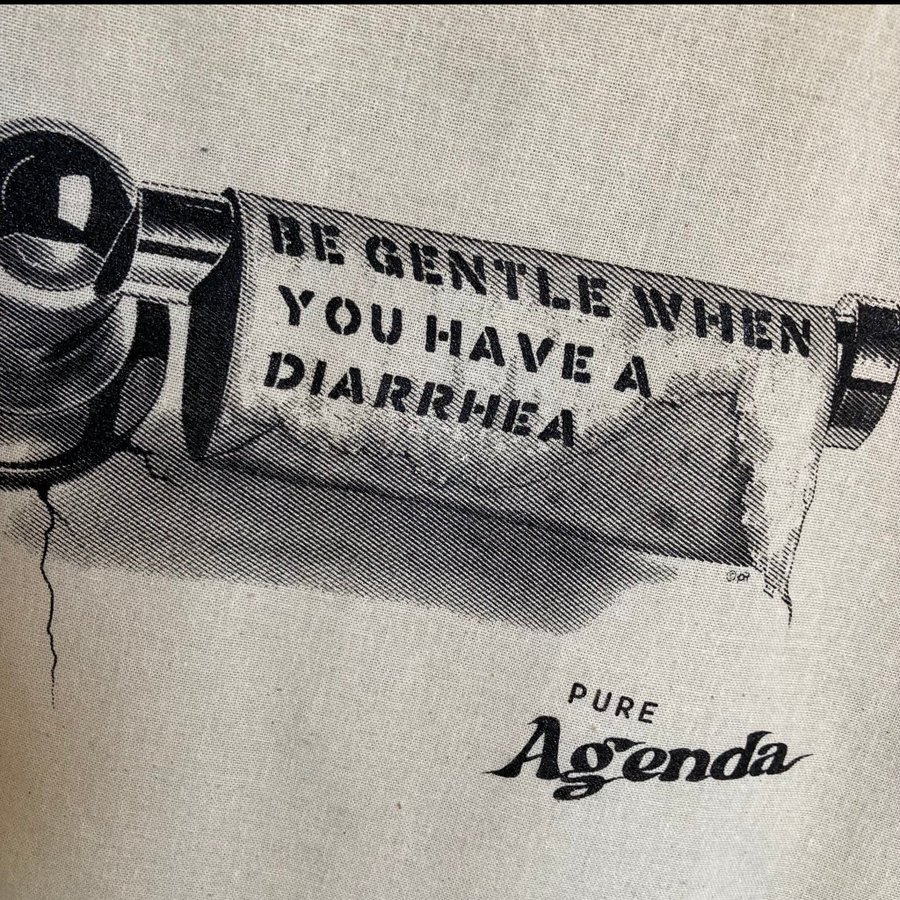 BE GENTLE WHEN
YOU HAVE A
DIARRHEA
PURE
Agenda